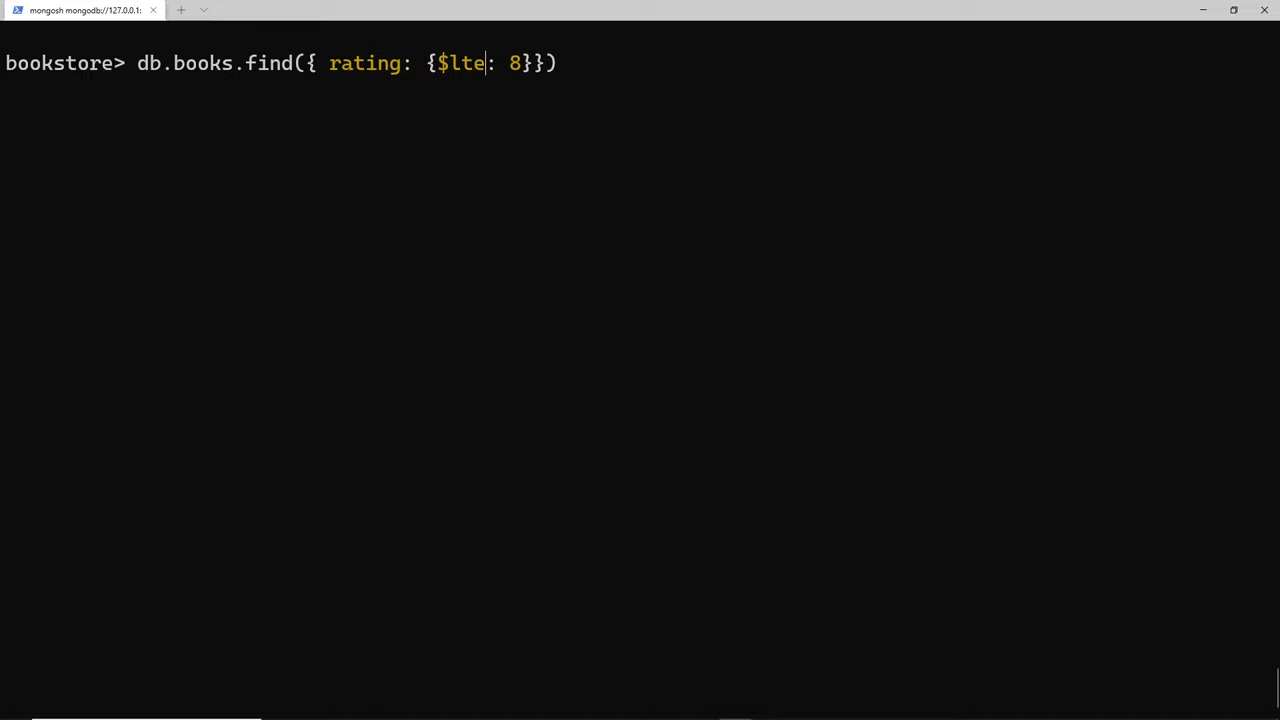 mongosh mongodb://127.0.0.1:
bookstore> db.books.find({ rating: {$lte: 8}})